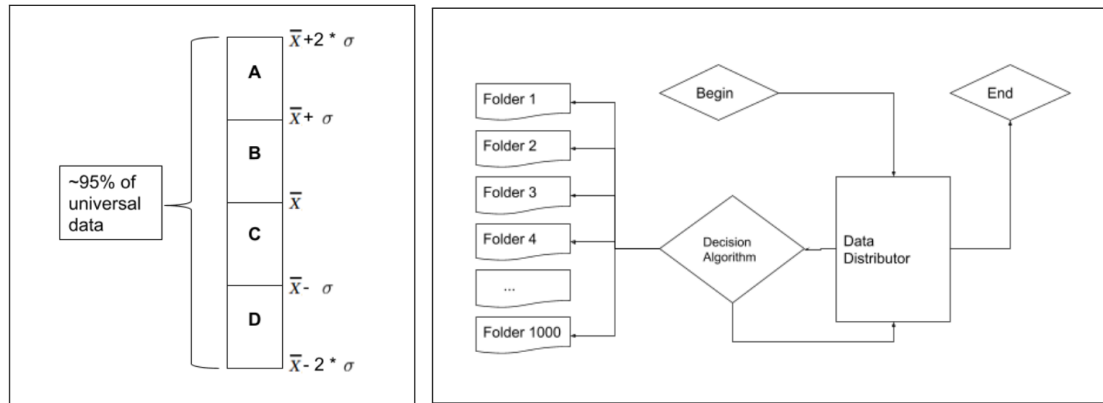 X̄+2 * σ
A
X̄+ σ
B
~95% of
universal
data
X̄
C
X̄- σ
D
X̄-2 * σ
Begin
End
Folder 1
Folder 2
Folder 3
Folder 4
...
Folder 1000
Decision
Algorithm
Data
Distributor